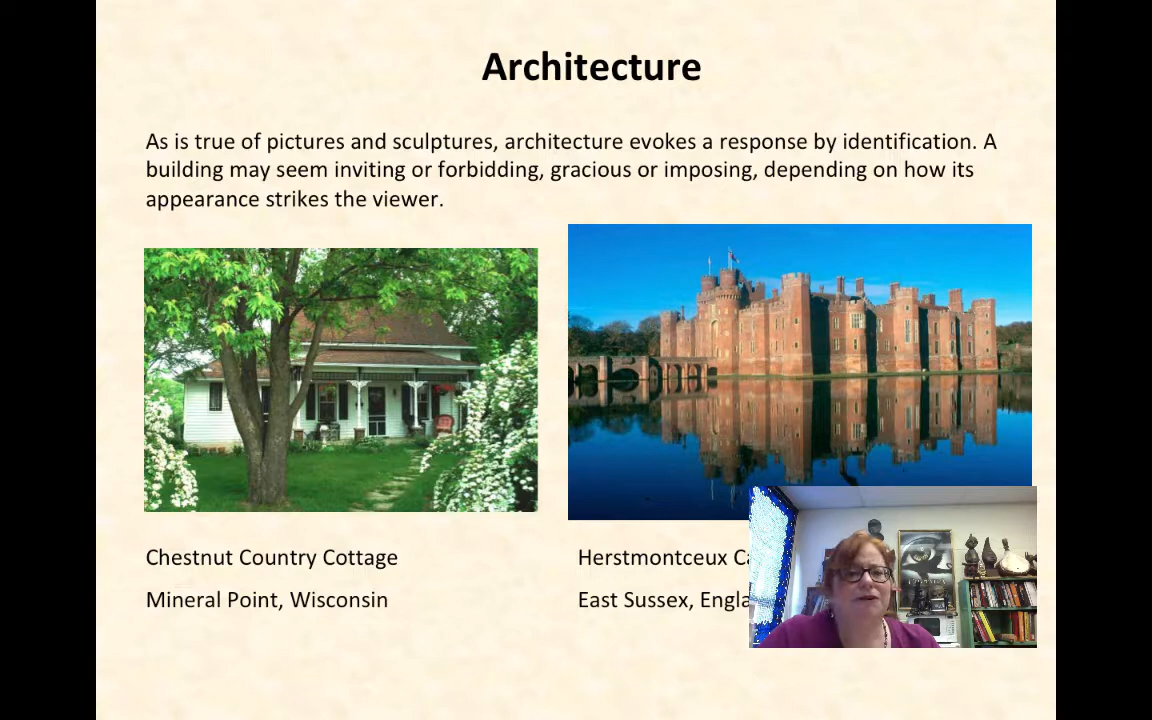 Architecture
As is true of pictures and sculptures, architecture evokes a response by identification. A
building may seem inviting or forbidding, gracious or imposing, depending on how its
appearance strikes the viewer.
Chestnut Country Cottage
Herstmontceux
Mineral Point, Wisconsin
East Sussex,